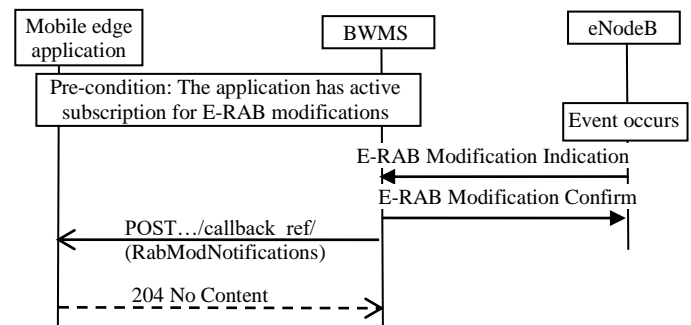 Mobile edge
application
BWMS
eNodeB
Pre-condition: The application has active
subscription for E-RAB modifications
Event occurs
E-RAB Modification Indication
E-RAB Modification Confirm
POST…/callback_ref/
(RabModNotifications)
204 No Content